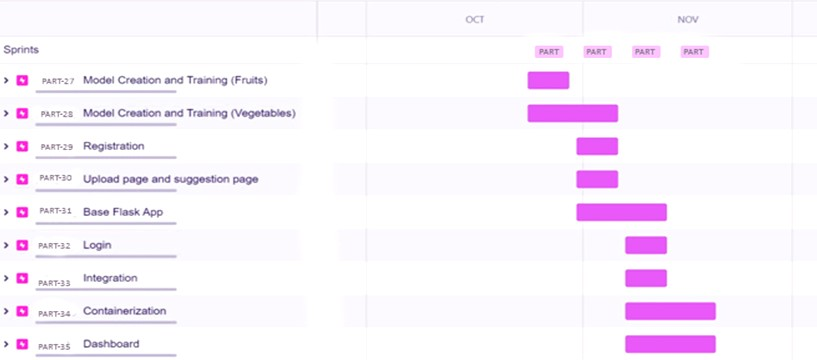 OCT NOV
Sprints PART PART PART PART
PART-27 Model Creation and Training (Fruits)
PART-28 Model Creation and Training (Vegetables)
PART-29 Registration
PART-30 Upload page and suggestion page
PART-31 Base Flask App
PART-32 Login
PART-33 Integration
PART-34 Containerization
PART-35 Dashboard